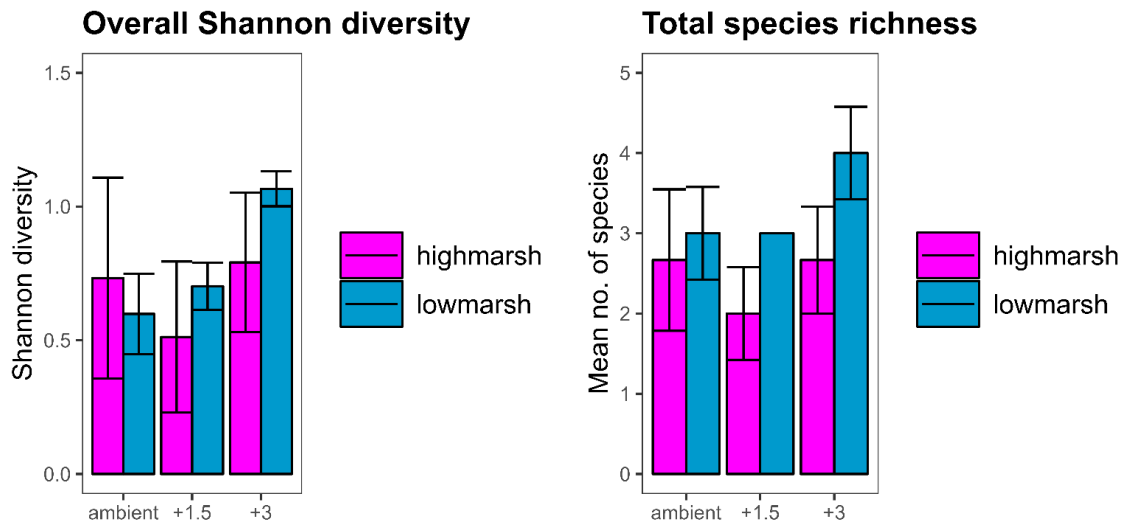 Overall Shannon diversity
Shannon diversity
1.5
1.0
0.5
0.0
ambient +1.5 +3
highmarsh
lowmarsh
Total species richness
Mean no. of species
5
4
3
2
1
0
ambient +1.5 +3
highmarsh
lowmarsh